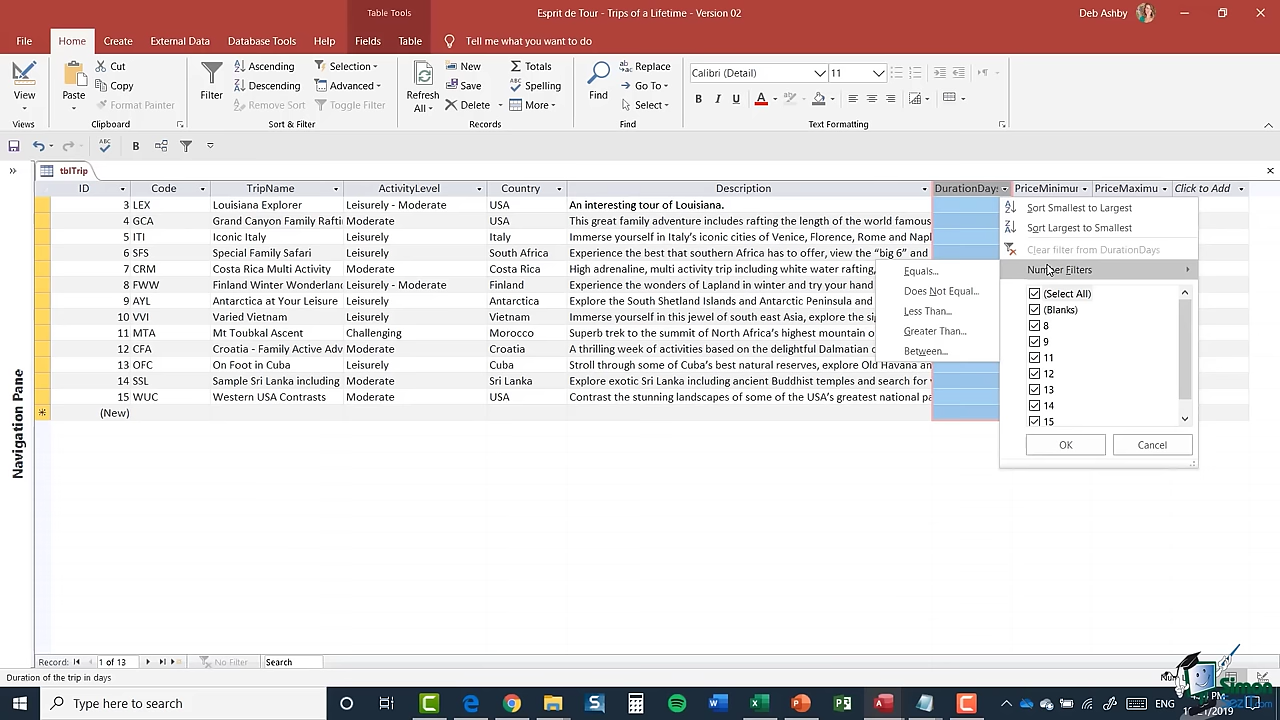 Table Tools
Esprit de Tour - Trips of a Lifetime - Version 02
Deb Ashby
File Home Create External Data Database Tools Help Fields Table Tell me what you want to do
View
Views
Paste
Cut
Copy
Format Painter
Clipboard
Filter
Ascending
Descending
Remove Sort
Selection
Advanced
Toggle Filter
Sort & Filter
Refresh
All
New
Save
Delete
Totals
Spelling
More
Records
Find
Replace
Go To
Select
Find
Calibri (Detail) 11
B I U A
Text Formatting
ABC B
tblTrip
ID Code TripName ActivityLevel Country Description DurationDays PriceMinimur PriceMaximu Click to Add
3 LEX Louisiana Explorer Leisurely - Moderate USA An interesting tour of Louisiana.
4 GCA Grand Canyon Family Rafti Moderate USA This great family adventure includes rafting the length of the world famous
5 ITI Iconic Italy Leisurely Italy Immerse yourself in Italy's iconic cities of Venice, Florence, Rome and Napl
6 SFS Special Family Safari Leisurely South Africa Experience the best that southern Africa has to offer, view the “big 6” and
7 CRM Costa Rica Multi Activity Moderate Costa Rica High adrenaline, multi activity trip including white water rafting,
8 FWW Finland Winter Wonderland Leisurely - Moderate Finland Experience the wonders of Lapland in winter and try your hand
9 AYL Antarctica at Your Leisure Leisurely Antarctica Explore the South Shetland Islands and Antarctic Peninsula and
10 VVI Varied Vietnam Leisurely Vietnam Immerse yourself in this jewel of south east Asia, explore the sig
11 MTA Mt Toubkal Ascent Challenging Morocco Superb trek to the summit of North Africa's highest mountain o
12 CFA Croatia - Family Active Adv Moderate Croatia A thrilling week of activities based on the delightful Dalmatian c
13 OFC On Foot in Cuba Leisurely Cuba Stroll through some of Cuba's best natural reserves, explore Old Havana and
14 SSL Sample Sri Lanka including Moderate Sri Lanka Explore exotic Sri Lanka including ancient Buddhist temples and search for
15 WUC Western USA Contrasts Moderate USA Contrast the stunning landscapes of some of the USA's greatest national pa
(New)
Sort Smallest to Largest
Sort Largest to Smallest
Clear filter from DurationDays
Number Filters
Equals...
Does Not Equal...
Less Than...
Greater Than...
Between...
(Select All)
(Blanks)
8
9
11
12
13
14
15
OK Cancel
Navigation Pane
Record: 1 of 13 No Filter Search
Duration of the trip in days
Type here to search
Simon